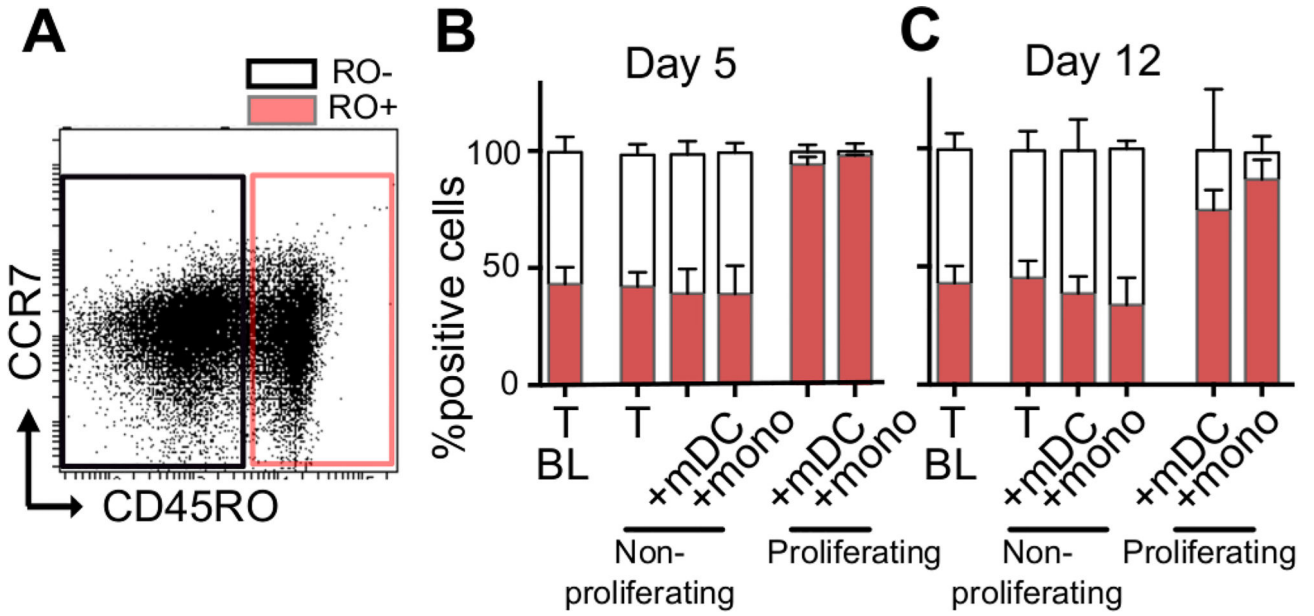 A
RO-
RO+
CCR7
CD45RO
B
Day 5
%positive cells
100
50
0
T
BL
T
+mDC
+mono
+mDC
+mono
Non-
proliferating
Proliferating
C
Day 12
T
BL
T
+mDC
+mono
+mDC
+mono
Non-
proliferating
Proliferating